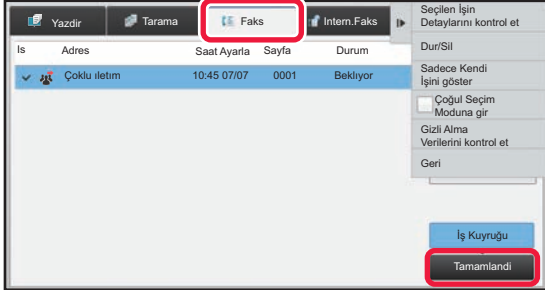 Yazdir
Tarama
Faks
Intern.Faks
Is
Adres
Saat Ayarla
Sayfa
Durum
Çoklu ıletım
10:45 07/07
0001
Beklıyor
Seçilen İşin
Detaylarını kontrol et
Dur/Sil
Sadece Kendi
İşini göster
Çoğul Seçim
Moduna gir
Gizli Alma
Verilerini kontrol et
Geri
İş Kuyruğu
Tamamlandi